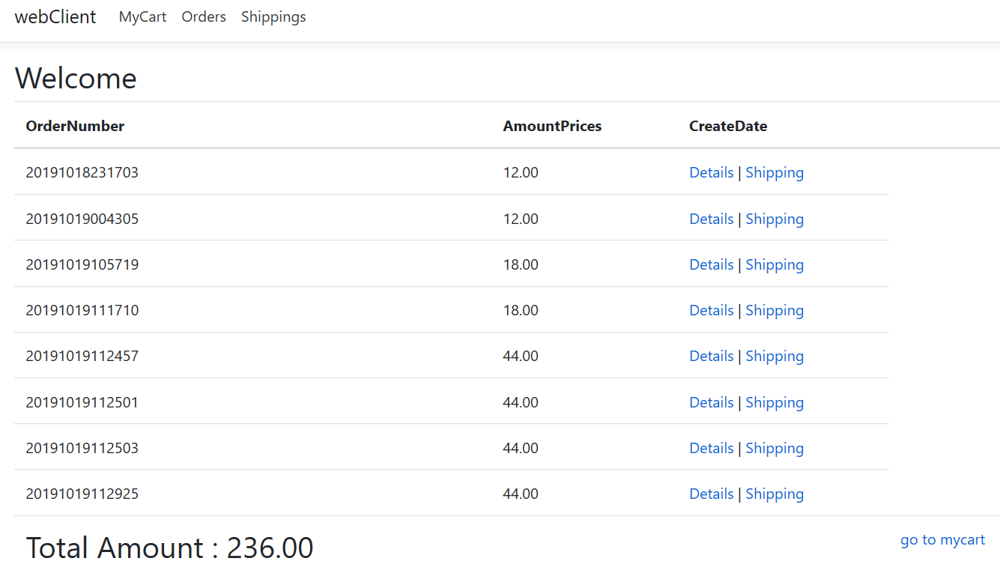 webClient MyCart Orders Shippings
Welcome
OrderNumber AmountPrices CreateDate
20191018231703 12.00 Details | Shipping
20191019004305 12.00 Details | Shipping
20191019105719 18.00 Details | Shipping
20191019111710 18.00 Details | Shipping
20191019112457 44.00 Details | Shipping
20191019112501 44.00 Details | Shipping
20191019112503 44.00 Details | Shipping
20191019112925 44.00 Details | Shipping
Total Amount : 236.00 go to mycart